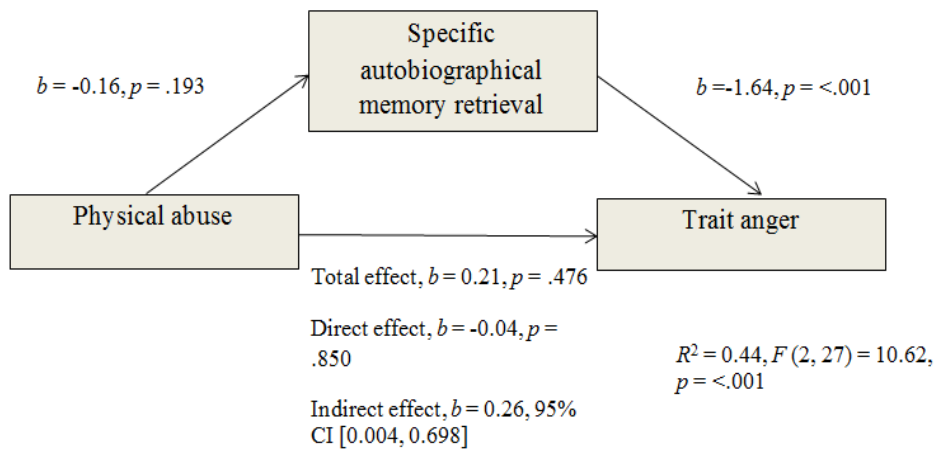 Specific
autobiographical
memory retrieval
b = -0.16, p = .193
b =-1.64, p = <.001
Physical abuse
Trait anger
Total effect, b = 0.21, p = .476
Direct effect, b = -0.04, p =
.850
Indirect effect, b = 0.26, 95%
CI [0.004, 0.698]
R² = 0.44, F (2, 27) = 10.62,
p = <.001